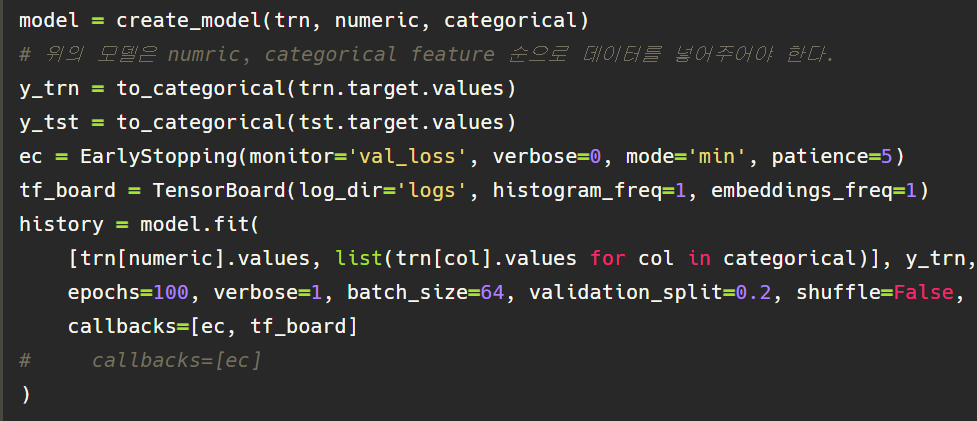 model = create_model(trn, numeric, categorical)
# 위의 모델은 numric, categorical feature 순으로 데이터를 넣어주어야 한다.
y_trn = to_categorical(trn.target.values)
y_tst = to_categorical(tst.target.values)
ec = EarlyStopping(monitor='val_loss', verbose=0, mode='min', patience=5)
tf_board = TensorBoard(log_dir='logs', histogram_freq=1, embeddings_freq=1)
history = model.fit(
    [trn[numeric].values, list(trn[col].values for col in categorical)], y_trn,
    epochs=100, verbose=1, batch_size=64, validation_split=0.2, shuffle=False,
    callbacks=[ec, tf_board]
#     callbacks=[ec]
)